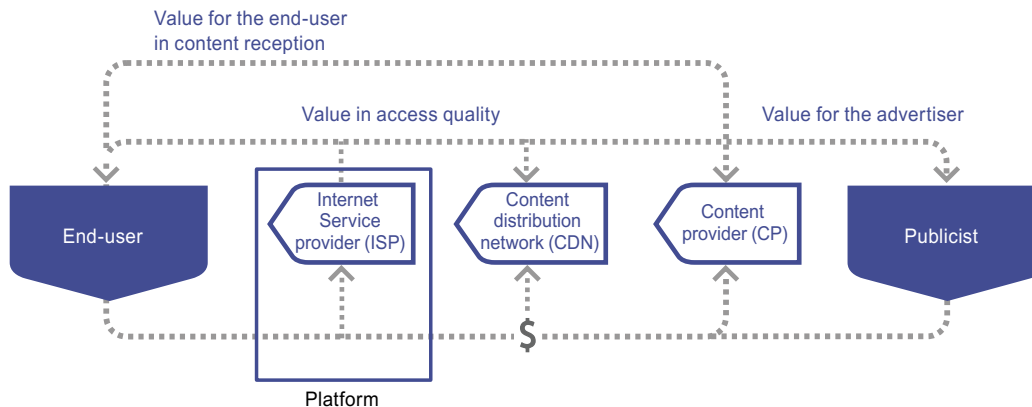 Value for the end-user
in content reception
Value in access quality
Value for the advertiser
End-user
Internet
Service
provider (ISP)
Content
distribution
network (CDN)
Content
provider (CP)
Publicist
$
Platform